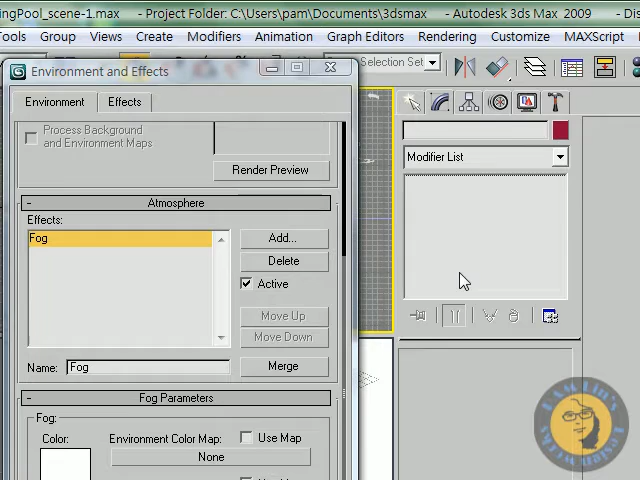 ingPool_scene-1.max - Project Folder: C:\Users\pam\Documents\3dsmax - Autodesk 3ds Max 2009 - Di
Tools Group Views Create Modifiers Animation Graph Editors Rendering Customize MAXScript
Selection Set
Environment and Effects
Environment Effects
Modifier List
Process Background
and Environment Maps
Render Preview
- Atmosphere
Effects:
Fog
Add...
Delete
Active
Move Up
Move Down
Name: Fog
Merge
- Fog Parameters
Fog:
Color: Environment Color Map: Use Map
None